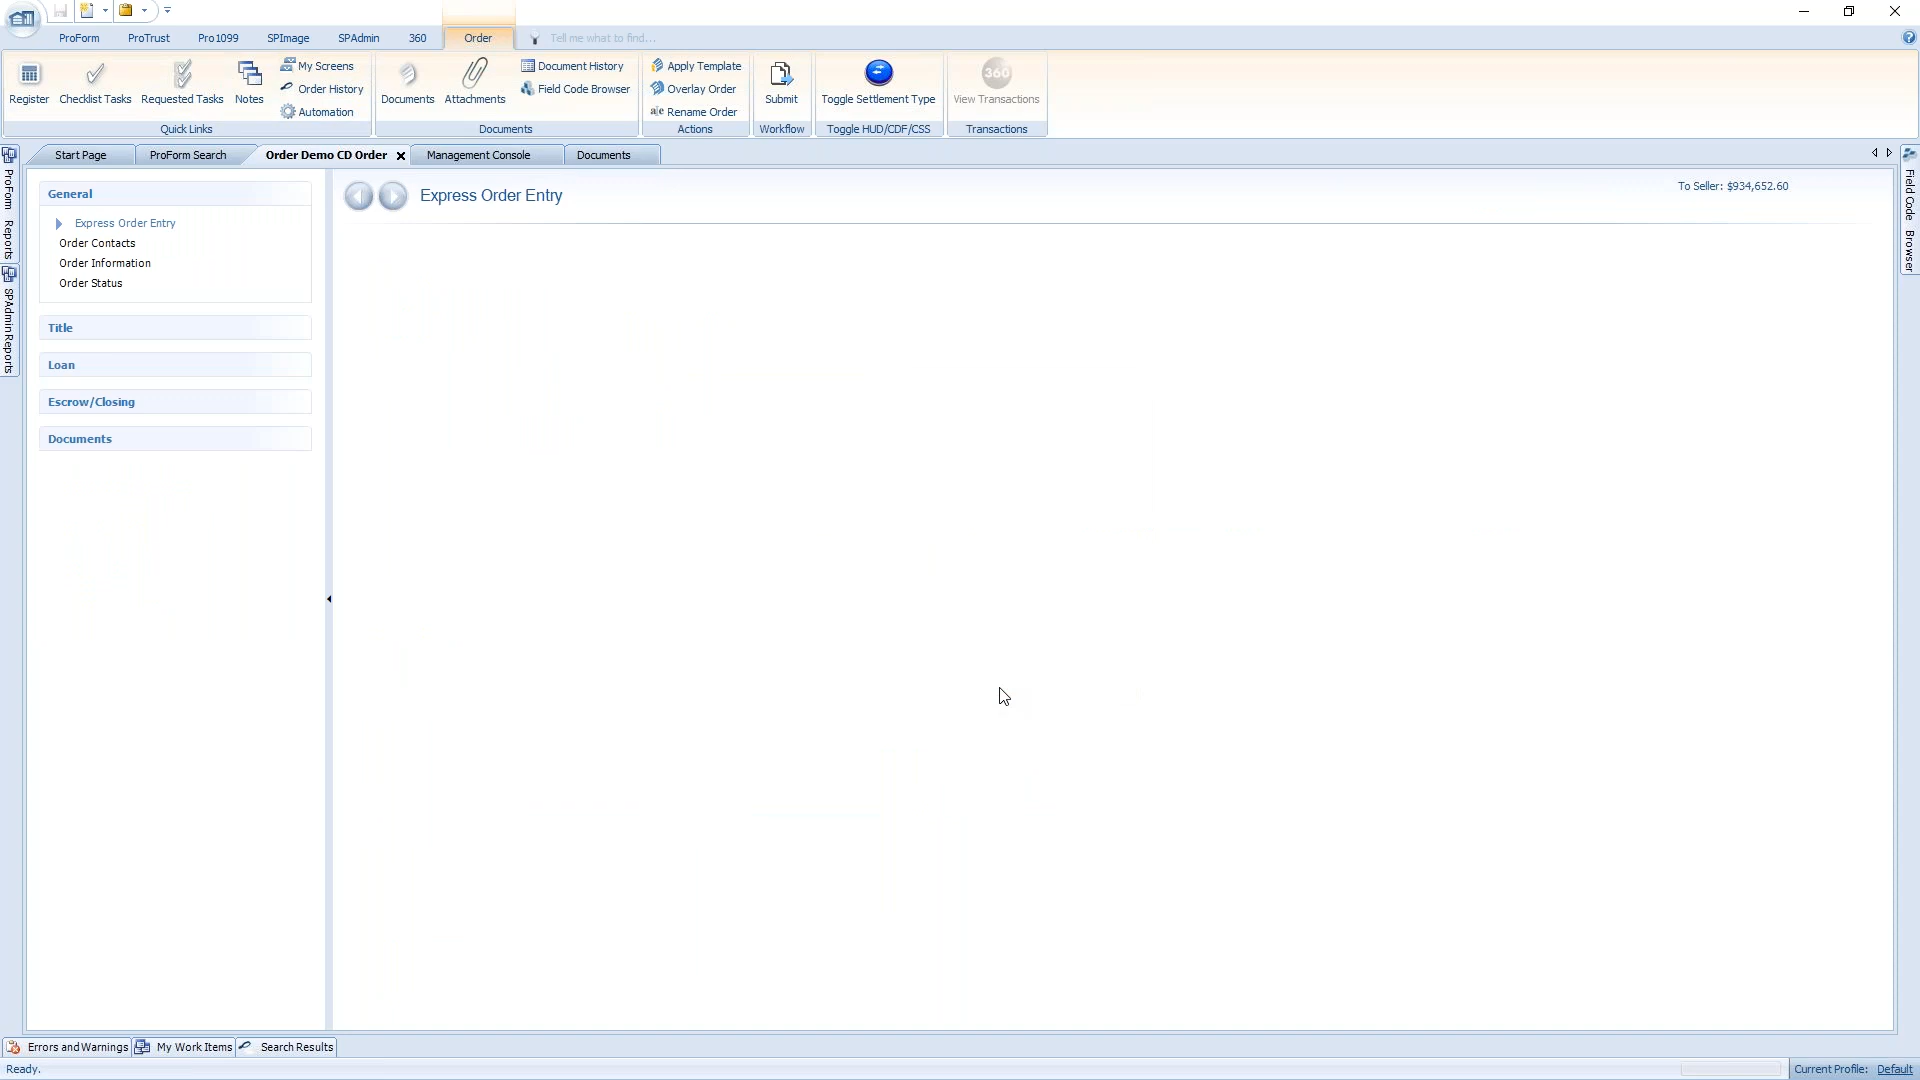 ProForm ProTrust Pro1099 SPImage SPAdmin 360 Order Tell me what to find...
Register Checklist Tasks Requested Tasks Notes
My Screens
Order History
Automation
Quick Links
Documents Attachments
Document History
Field Code Browser
Documents
Apply Template
Overlay Order
a|e Rename Order
Actions
Submit
Workflow
Toggle Settlement Type
Toggle HUD/CDF/CSS
360
View Transactions
Transactions
Start Page ProForm Search Order Demo CD Order Management Console Documents
ProForm Reports
SPAdmin Reports
General
Express Order Entry
Order Contacts
Order Information
Order Status
Title
Loan
Escrow/Closing
Documents
Express Order Entry
To Seller: $934,652.60
Field Code Browser
Errors and Warnings My Work Items Search Results
Ready.
Current Profile: Default